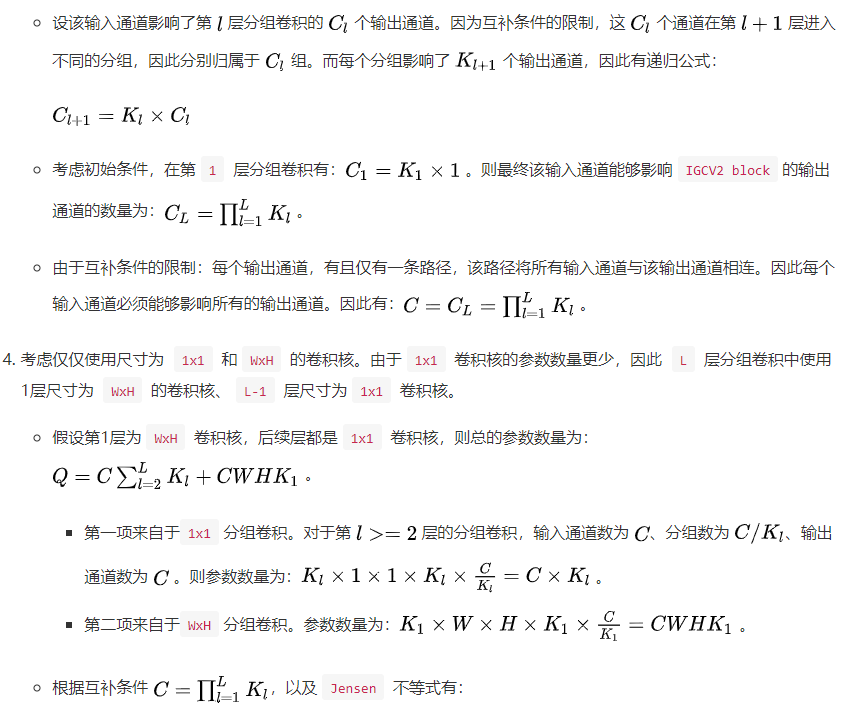 设该输入通道影响了第 l 层分组卷积的 C_l 个输出通道。因为互补条件的限制，这 C_l 个通道在第 l + 1 层进入
不同的分组，因此分别归属于 C_l 组。而每个分组影响了 K_{l+1} 个输出通道，因此有递归公式：
C_{l+1} = K_l × C_l
考虑初始条件，在第 1 层分组卷积有：C_1 = K_1 × 1 。则最终该输入通道能够影响 IGCV2 block 的输出
通道的数量为：C_L = ∏_{l=1}^{L} K_l 。
由于互补条件的限制：每个输出通道，有且仅有一条路径，该路径将所有输入通道与该输出通道相连。因此每个
输入通道必须能够影响所有的输出通道。因此有：C = C_L = ∏_{l=1}^{L} K_l 。
4. 考虑仅仅使用尺寸为 1x1 和 WxH 的卷积核。由于 1x1 卷积核的参数数量更少，因此 L 层分组卷积中使用
1层尺寸为 WxH 的卷积核、 L-1 层尺寸为 1x1 卷积核。
假设第1层为 WxH 卷积核，后续层都是 1x1 卷积核，则总的参数数量为：
Q = C ∑_{l=2}^{L} K_l + CWHK_1 。
第一项来自于 1x1 分组卷积。对于第 l >= 2 层的分组卷积，输入通道数为 C、分组数为 C/K_l、输出
通道数为 C 。则参数数量为：K_l × 1 × 1 × K_l × \frac{C}{K_l} = C × K_l 。
第二项来自于 WxH 分组卷积。参数数量为：K_1 × W × H × K_1 × \frac{C}{K_1} = CWHK_1 。
根据互补条件 C = ∏_{l=1}^{L} K_l，以及 Jensen 不等式有：